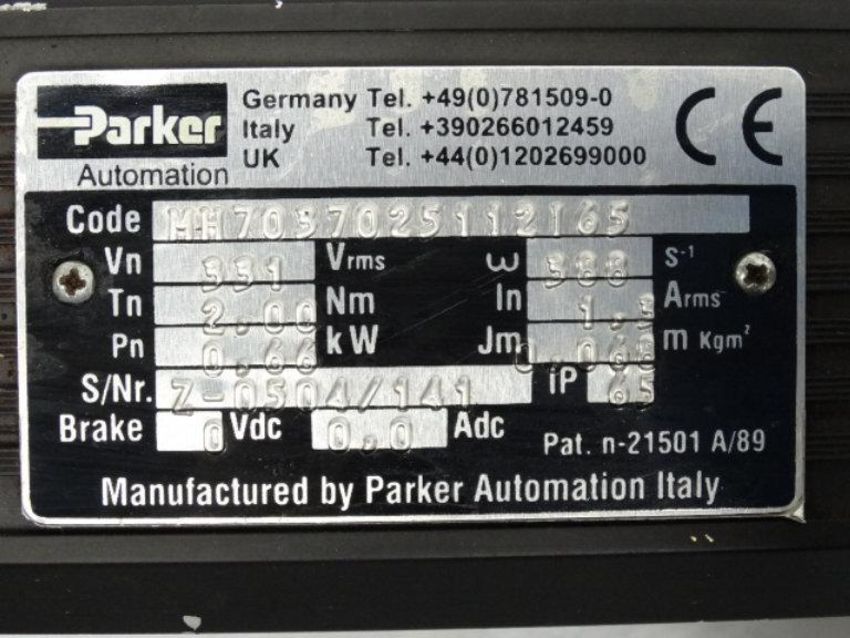 Parker
Automation
Germany Tel. +49(0)781509-0
Italy Tel. +390266012459
UK Tel. +44(0)1202699000
CE
Code MH7037025112165
Vn 331 Vrms ω S⁻¹
Tn 2,00 Nm In Arms
Pn 0,66 kW Jm m Kgm²
S/Nr. Z-0504/141 iP 65
Brake 0 Vdc 0,0 Adc Pat. n-21501 A/89
Manufactured by Parker Automation Italy